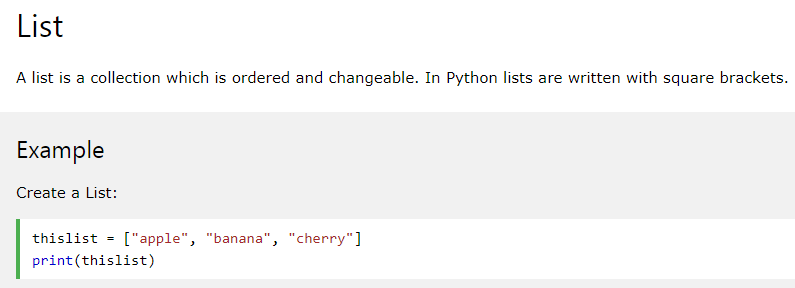 List
A list is a collection which is ordered and changeable. In Python lists are written with square brackets.
Example
Create a List:
thislist = ["apple", "banana", "cherry"]
print(thislist)